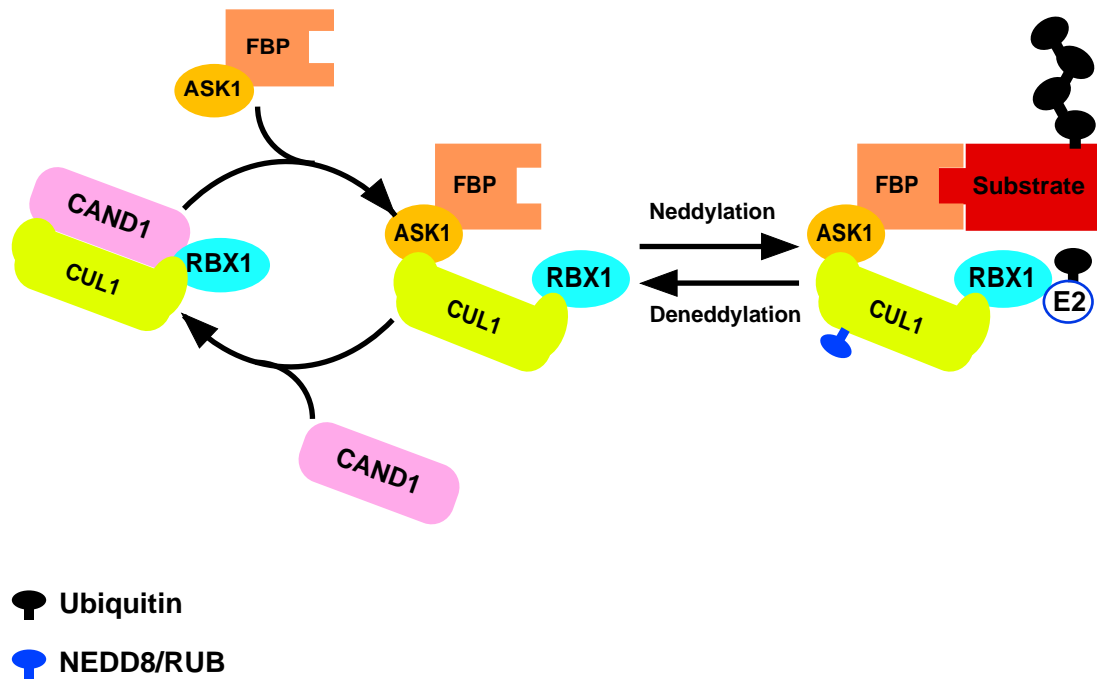 FBP
ASK1
CAND1
CUL1
RBX1
FBP
ASK1
CUL1
RBX1
CAND1
Neddylation
Deneddylation
FBP
Substrate
ASK1
CUL1
RBX1
E2
Ubiquitin
NEDD8/RUB